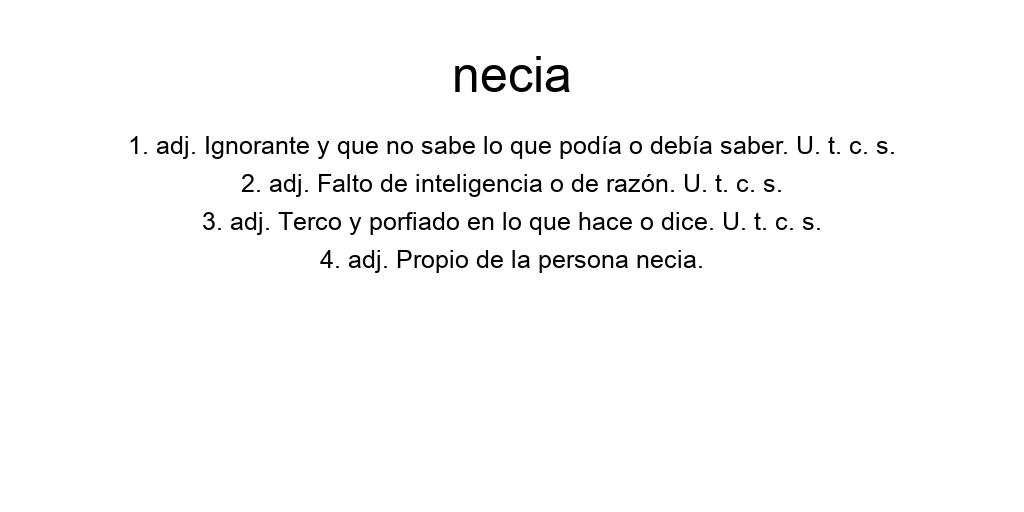 necia
1. adj. Ignorante y que no sabe lo que podía o debía saber. U. t. c. s.
2. adj. Falto de inteligencia o de razón. U. t. c. s.
3. adj. Terco y porfiado en lo que hace o dice. U. t. c. s.
4. adj. Propio de la persona necia.